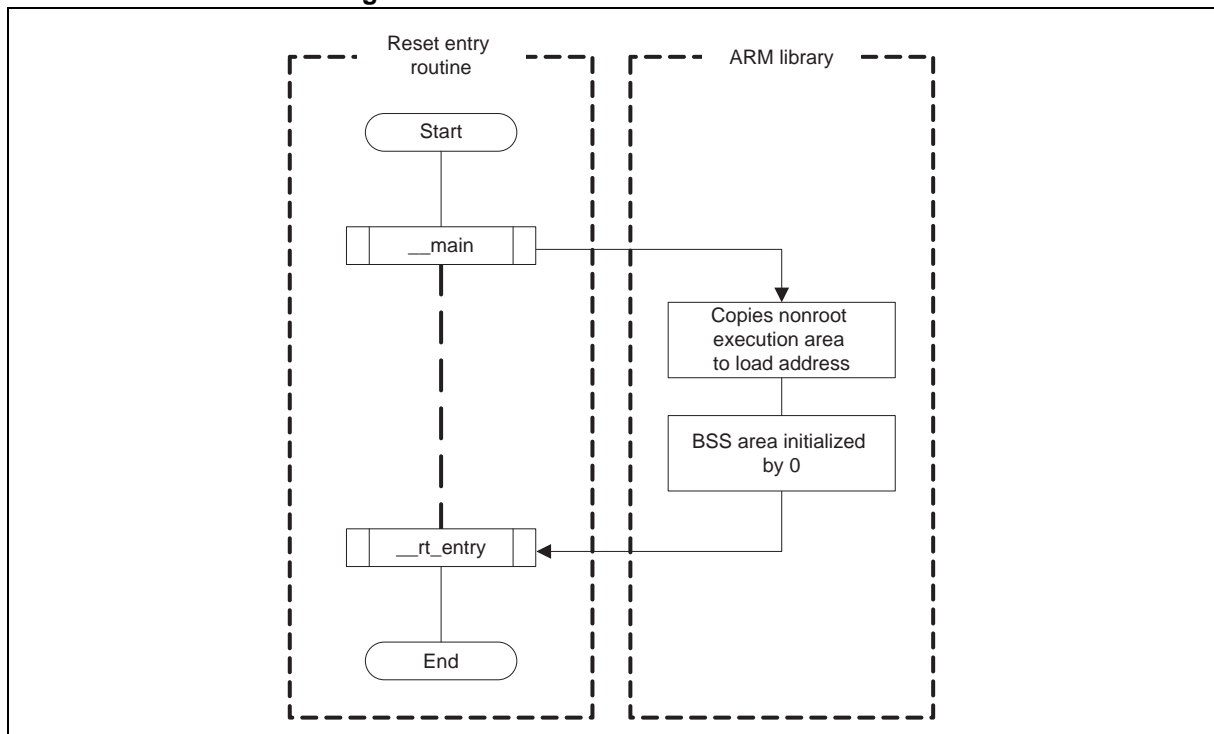 Reset entry
routine
ARM library
Start
__main
Copies nonroot
execution area
to load address
BSS area initialized
by 0
__rt_entry
End